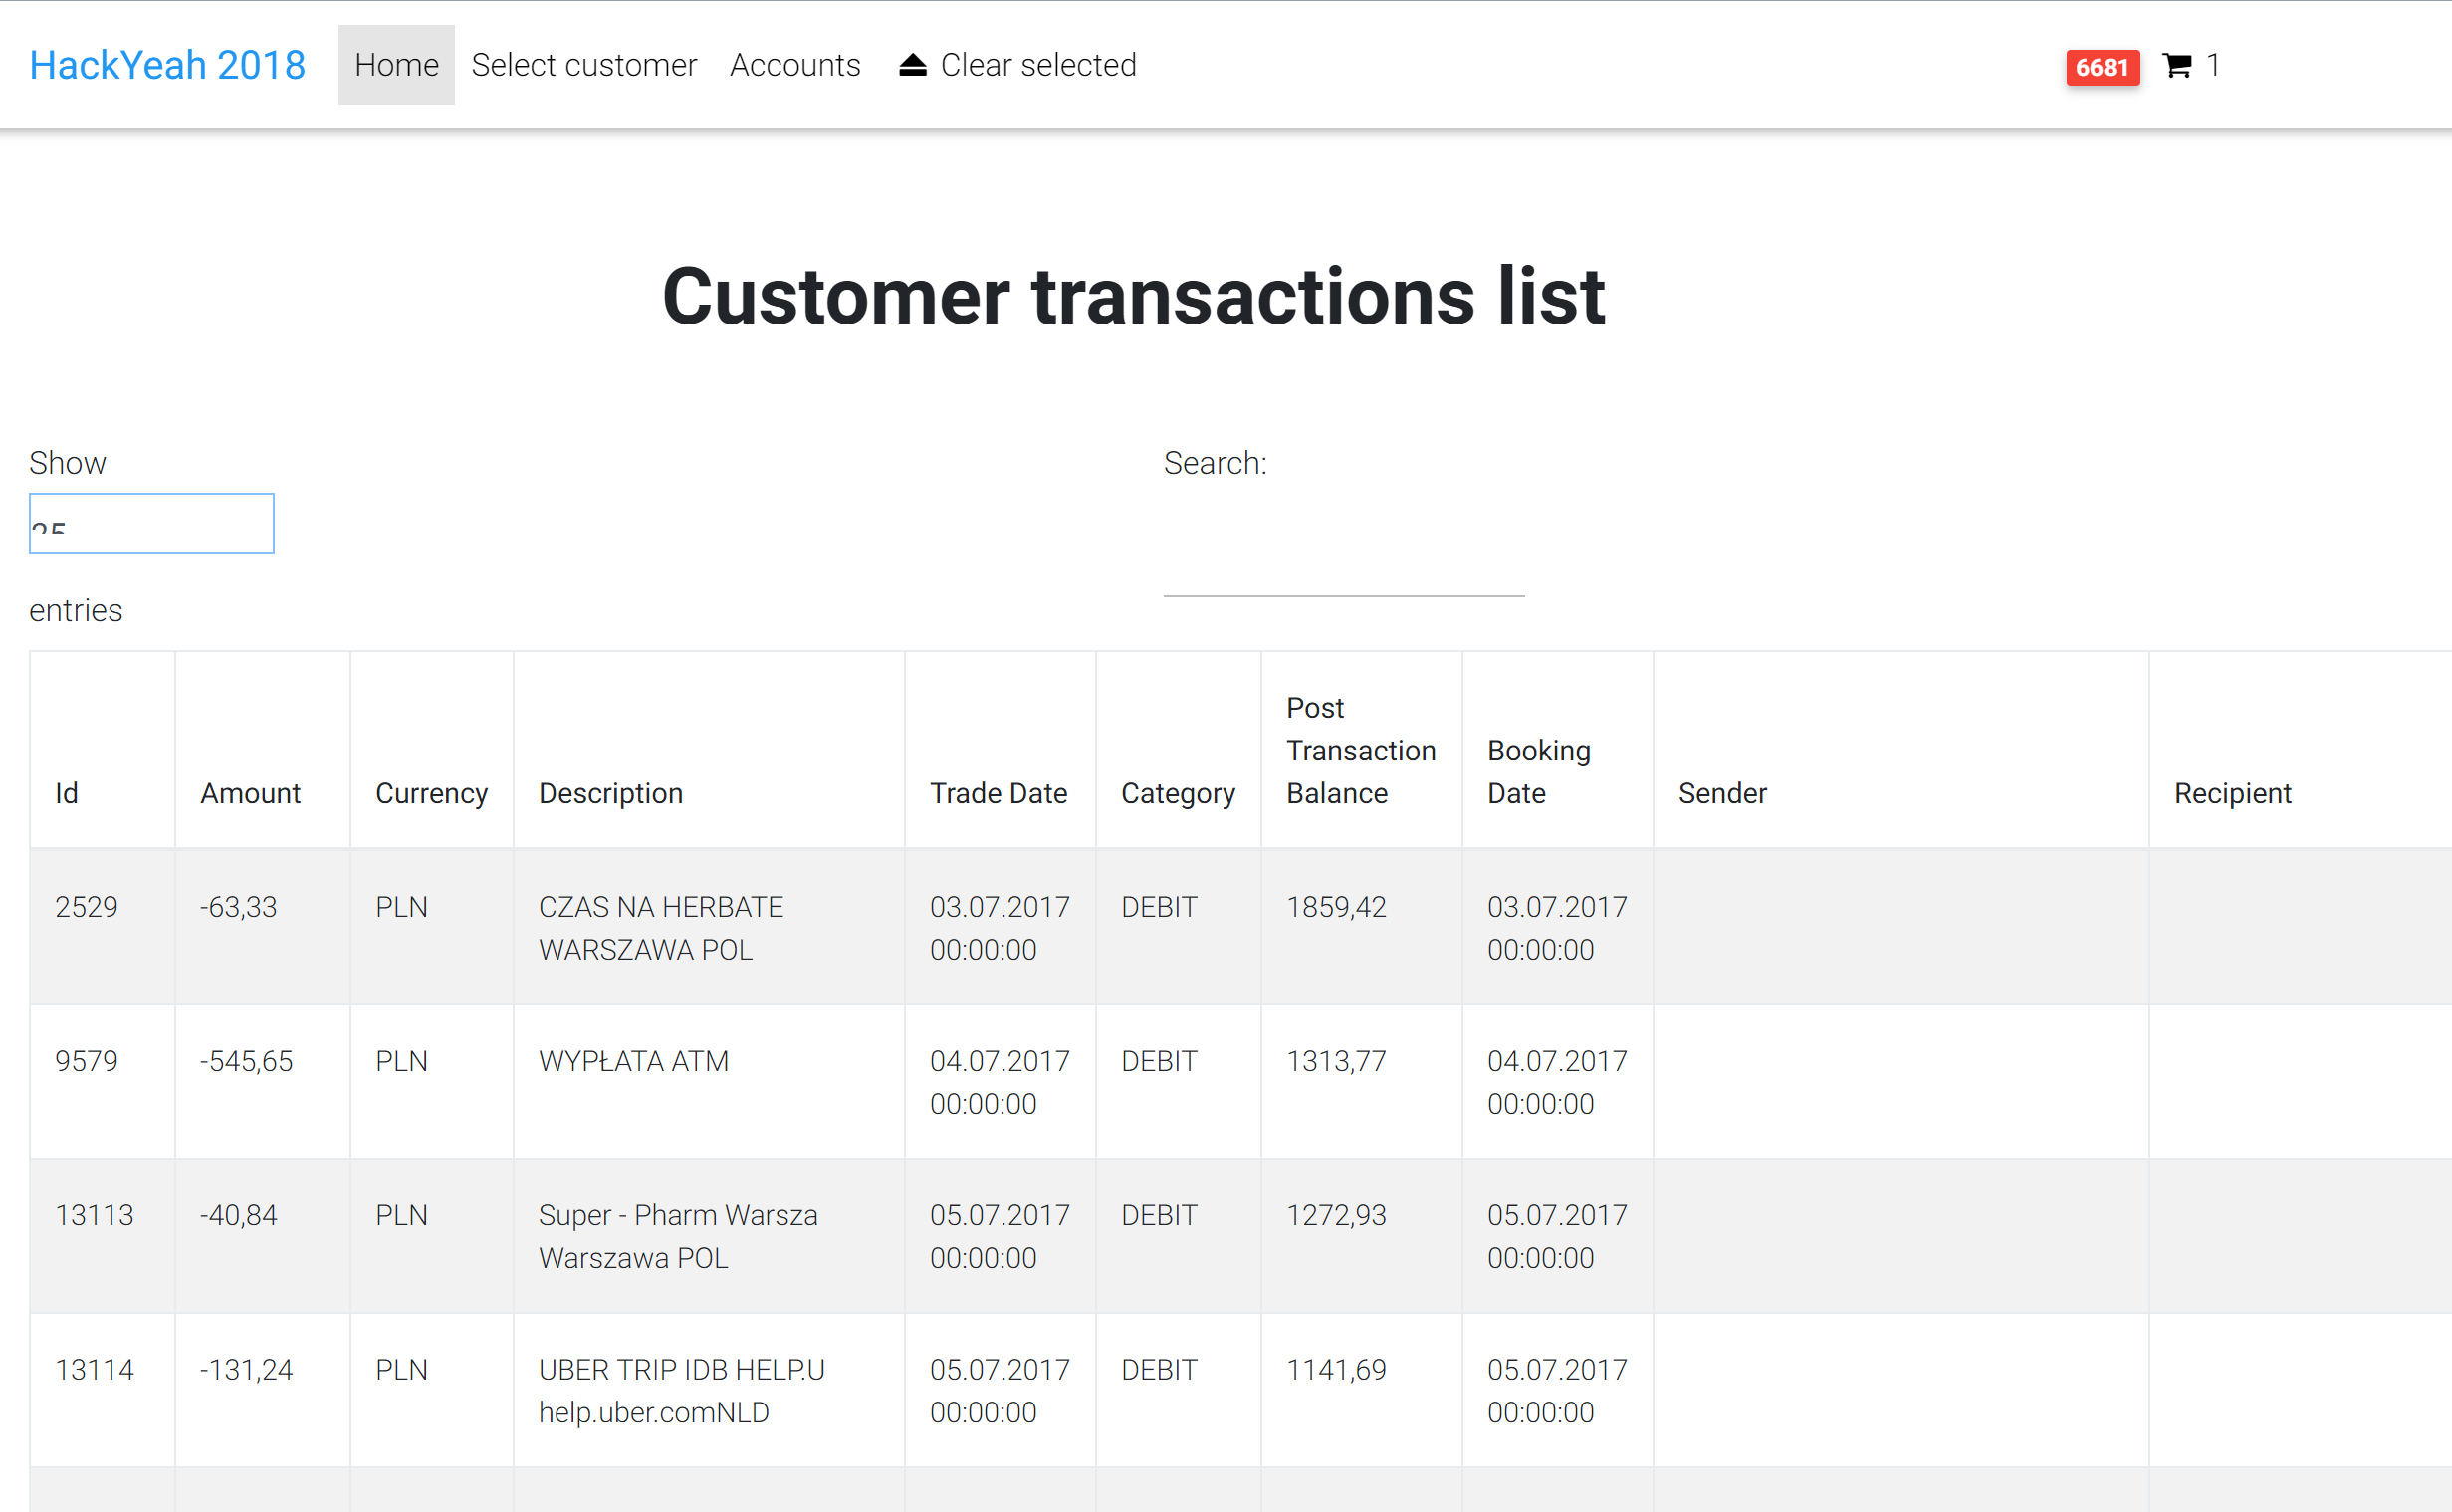 HackYeah 2018 Home Select customer Accounts Clear selected 6681 1
Customer transactions list
Show
Search:
25
entries
Id Amount Currency Description Trade Date Category Post Transaction Balance Booking Date Sender Recipient
2529 -63,33 PLN CZAS NA HERBATE 03.07.2017 DEBIT 1859,42 03.07.2017
WARSZAWA POL 00:00:00 00:00:00
9579 -545,65 PLN WYPŁATA ATM 04.07.2017 DEBIT 1313,77 04.07.2017
00:00:00 00:00:00
13113 -40,84 PLN Super - Pharm Warsza 05.07.2017 DEBIT 1272,93 05.07.2017
Warszawa POL 00:00:00 00:00:00
13114 -131,24 PLN UBER TRIP IDB HELP.U 05.07.2017 DEBIT 1141,69 05.07.2017
help.uber.comNLD 00:00:00 00:00:00